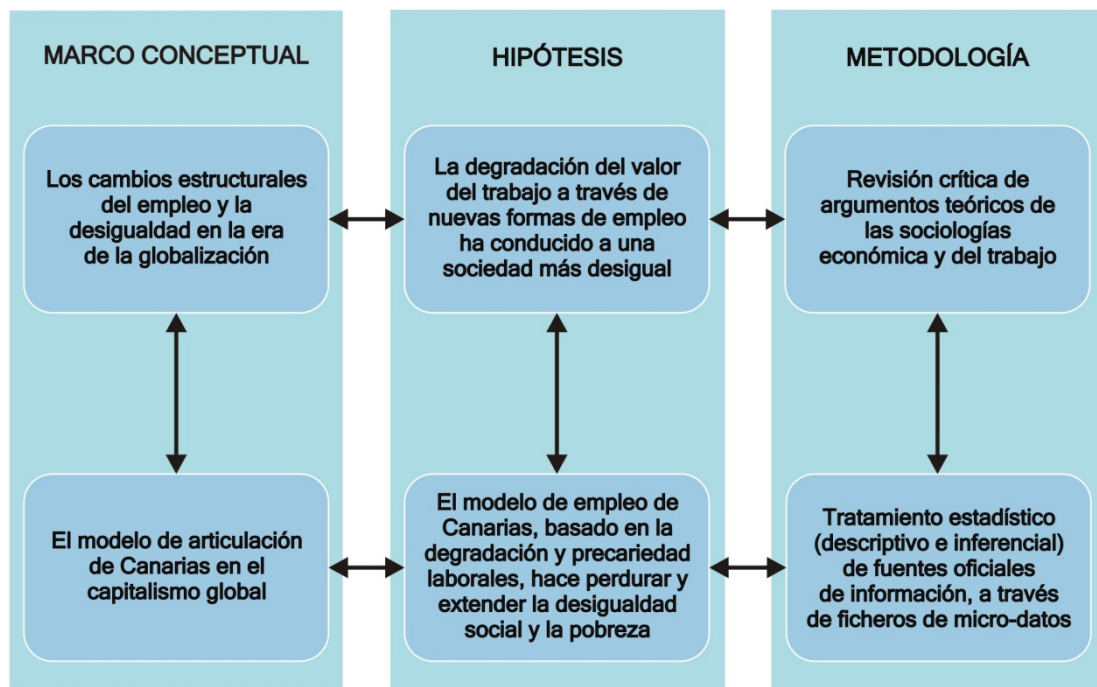 MARCO CONCEPTUAL
Los cambios estructurales
del empleo y la
desigualdad en la era
de la globalización
El modelo de articulación
de Canarias en el
capitalismo global
HIPÓTESIS
La degradación del valor
del trabajo a través de
nuevas formas de empleo
ha conducido a una
sociedad más desigual
El modelo de empleo de
Canarias, basado en la
degradación y precariedad
laborales, hace perdurar y
extender la desigualdad
social y la pobreza
METODOLOGÍA
Revisión crítica de
argumentos teóricos de
las sociologías
económica y del trabajo
Tratamiento estadístico
(descriptivo e inferencial)
de fuentes oficiales
de información, a través
de ficheros de micro-datos